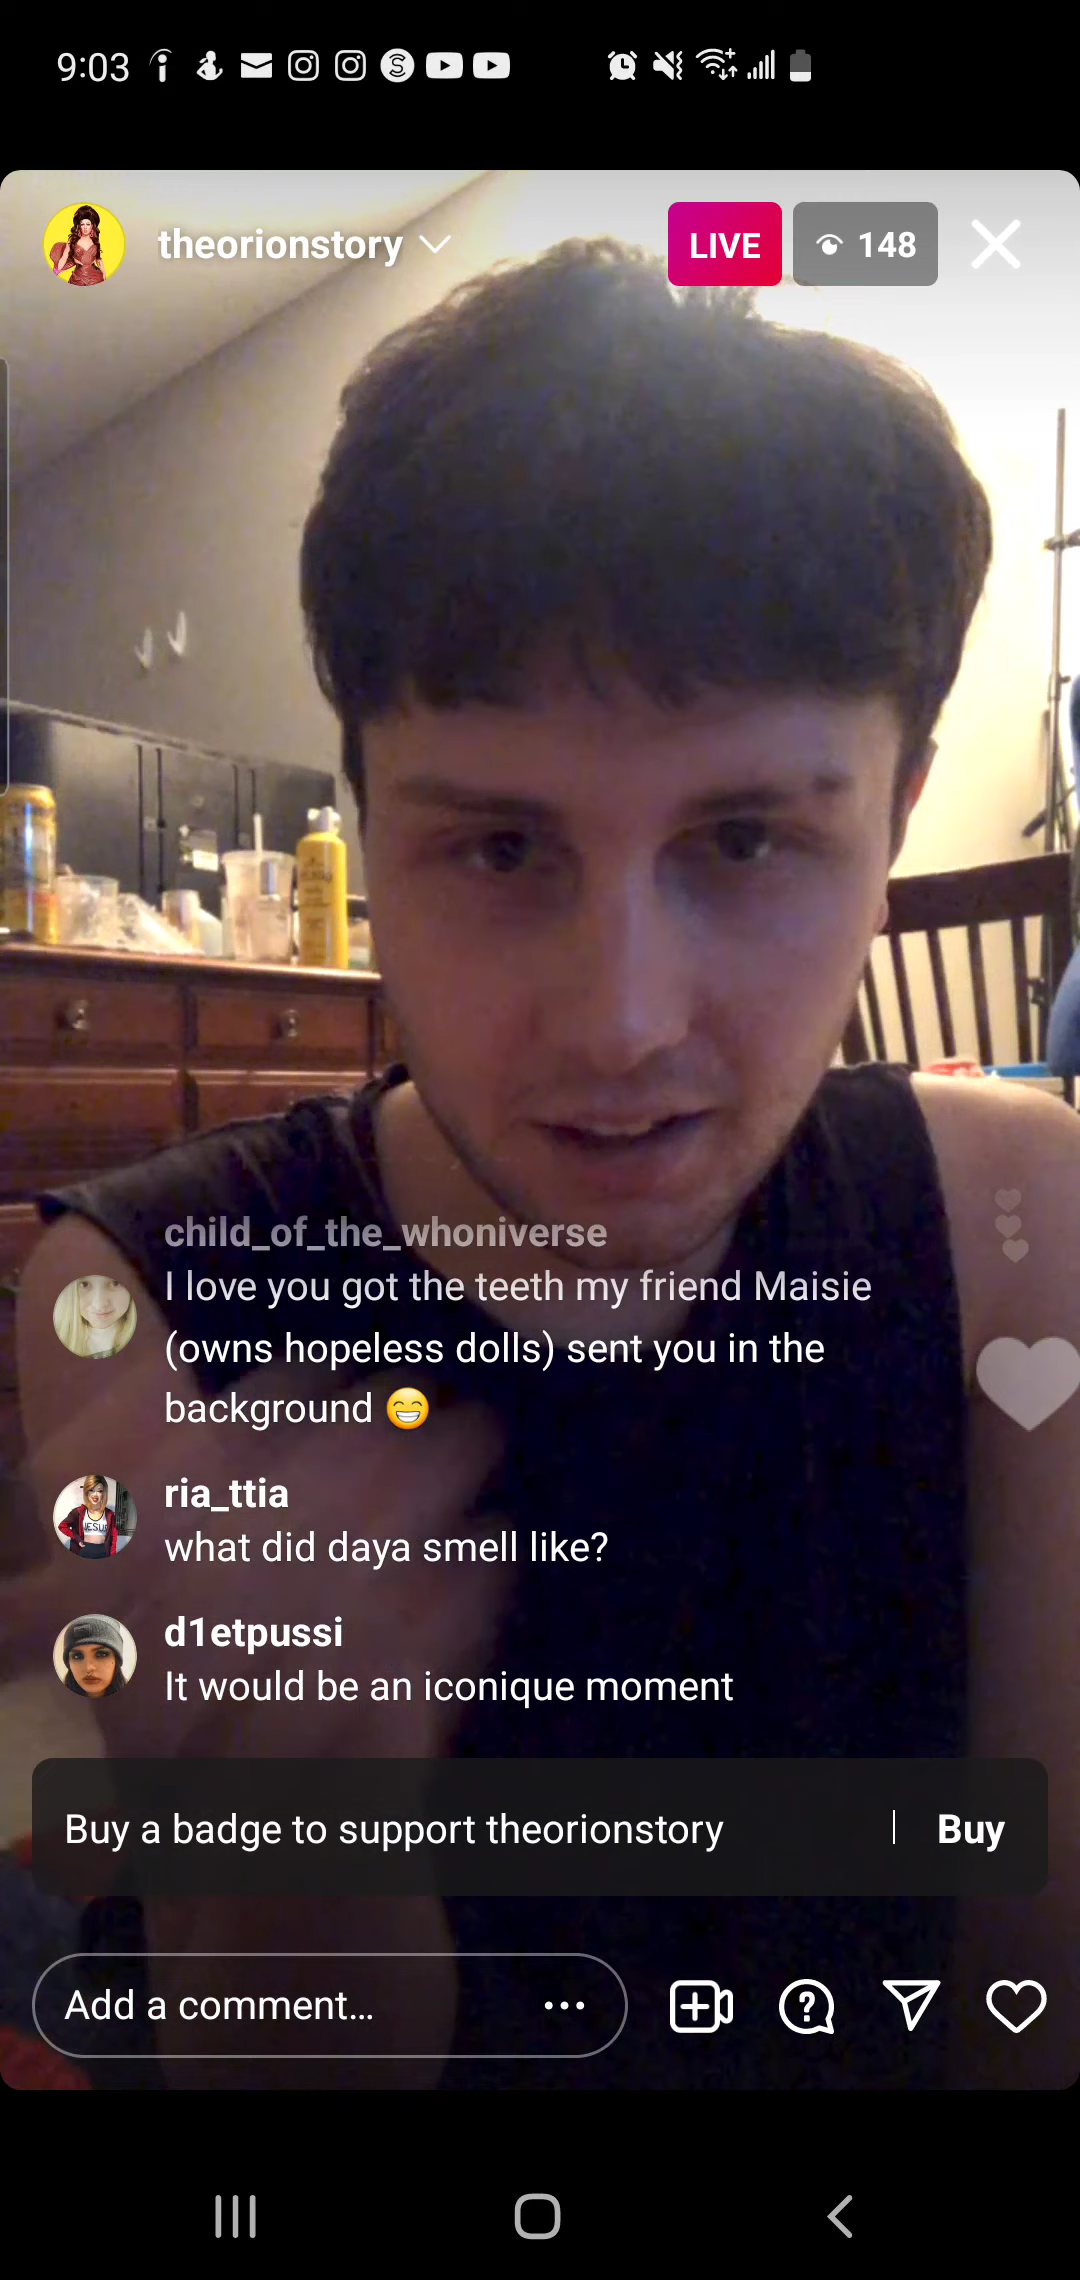 9:03
theorionstory
LIVE
148
child_of_the_whoniverse
I love you got the teeth my friend Maisie
(owns hopeless dolls) sent you in the
background 😁
ria_ttia
what did daya smell like?
d1etpussi
It would be an iconique moment
Buy a badge to support theorionstory
Buy
Add a comment...